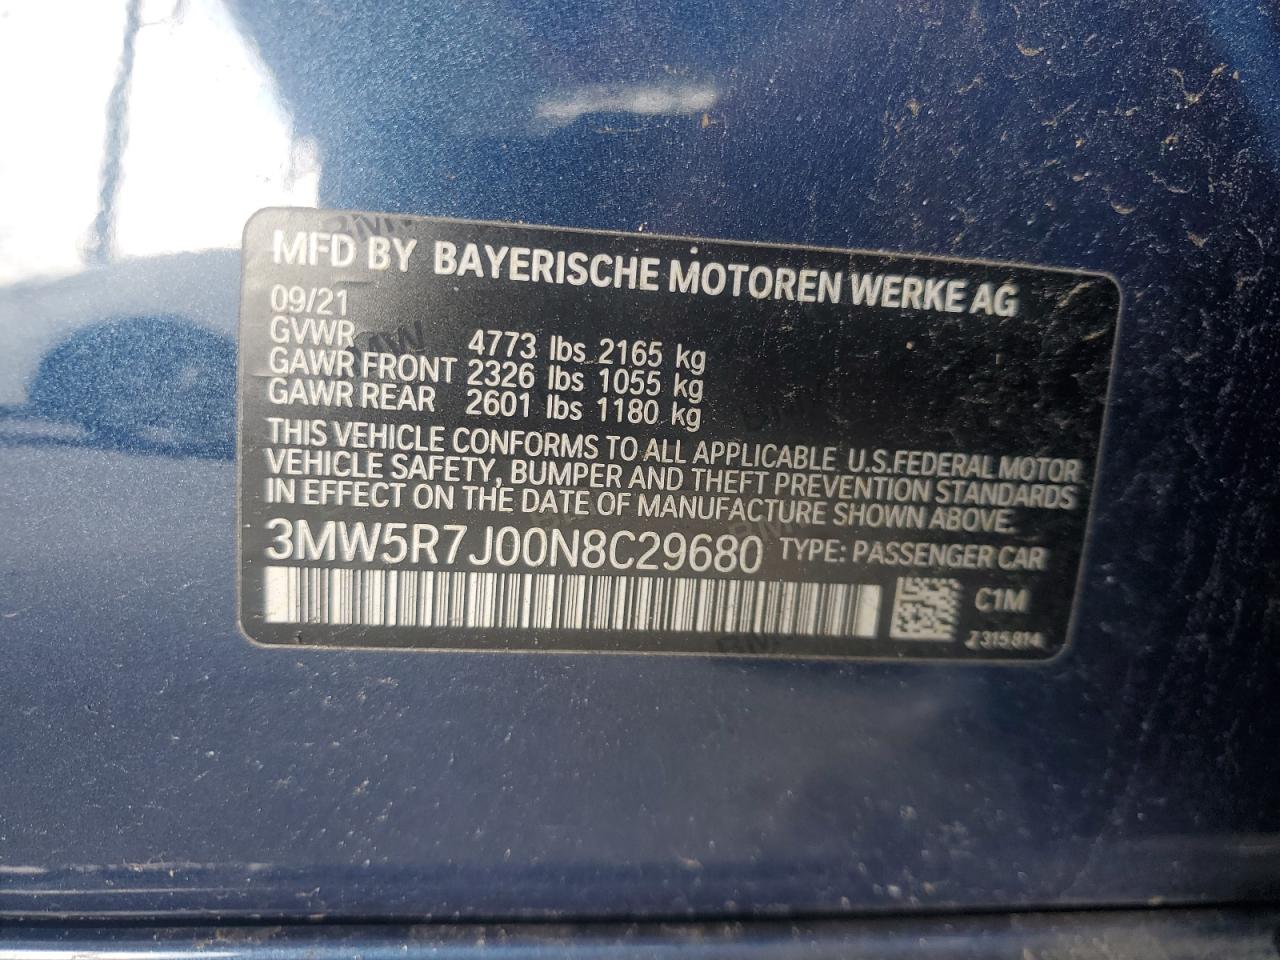 MFD BY BAYERISCHE MOTOREN WERKE AG
09/21
GVWR 4773 lbs 2165 kg
GAWR FRONT 2326 lbs 1055 kg
GAWR REAR 2601 lbs 1180 kg
THIS VEHICLE CONFORMS TO ALL APPLICABLE U.S.FEDERAL MOTOR
VEHICLE SAFETY, BUMPER AND THEFT PREVENTION STANDARDS
IN EFFECT ON THE DATE OF MANUFACTURE SHOWN ABOVE.
3MW5R7J00N8C29680 TYPE: PASSENGER CAR
C1M
Z 315.814